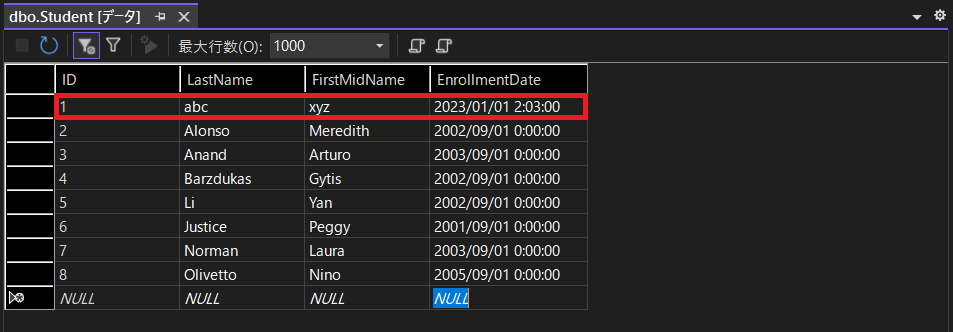 dbo.Student [データ]
最大行数(O): 1000
ID LastName FirstMidName EnrollmentDate
1 abc xyz 2023/01/01 2:03:00
2 Alonso Meredith 2002/09/01 0:00:00
3 Anand Arturo 2003/09/01 0:00:00
4 Barzdukas Gytis 2002/09/01 0:00:00
5 Li Yan 2002/09/01 0:00:00
6 Justice Peggy 2001/09/01 0:00:00
7 Norman Laura 2003/09/01 0:00:00
8 Olivetto Nino 2005/09/01 0:00:00
NULL NULL NULL NULL